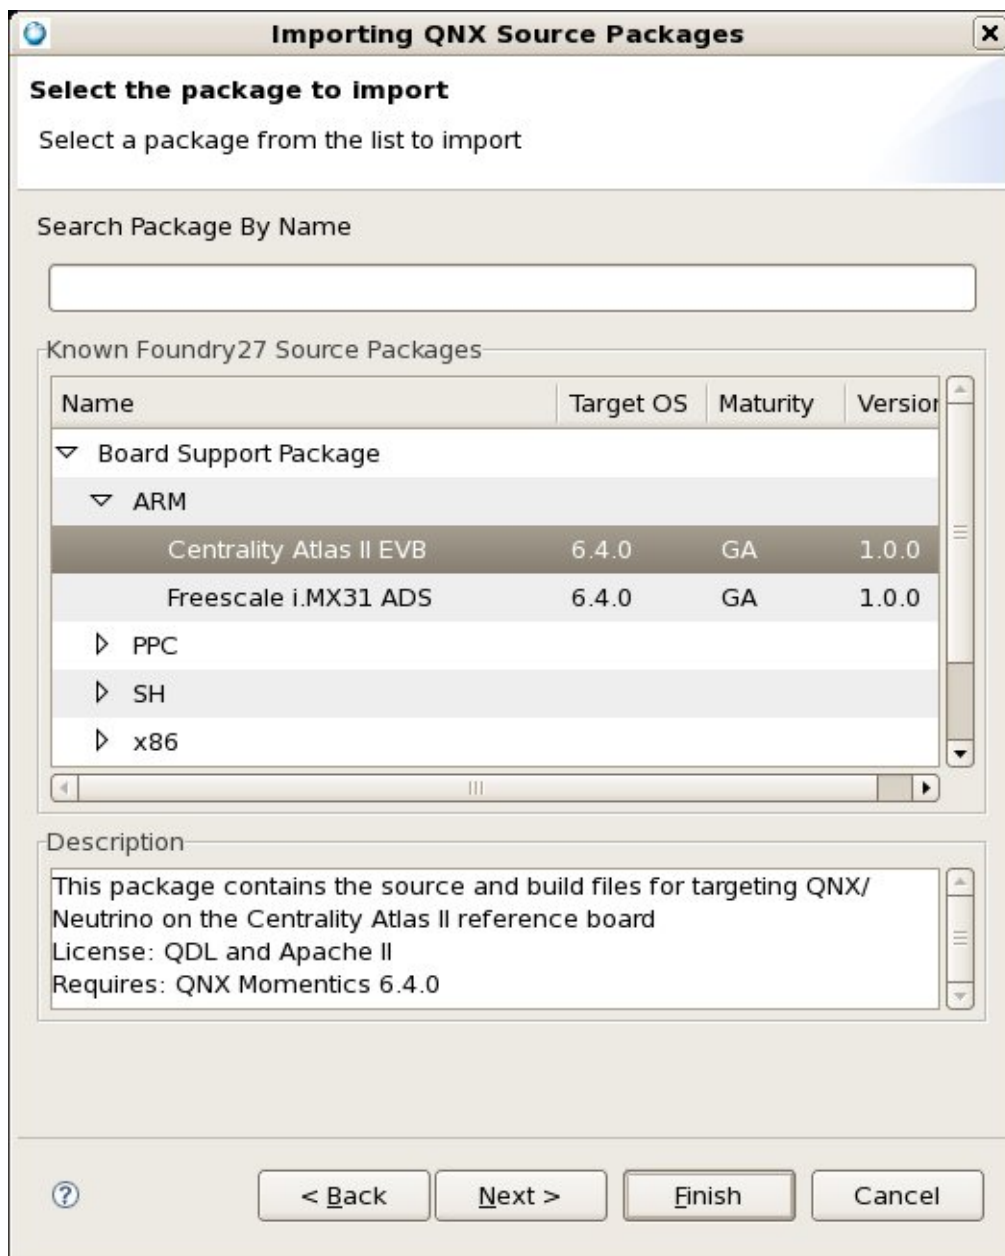 Importing QNX Source Packages
Select the package to import
Select a package from the list to import
Search Package By Name
Known Foundry27 Source Packages
Name Target OS Maturity Version
Board Support Package
ARM
Centrality Atlas II EVB 6.4.0 GA 1.0.0
Freescale i.MX31 ADS 6.4.0 GA 1.0.0
PPC
SH
x86
Description
This package contains the source and build files for targeting QNX/
Neutrino on the Centrality Atlas II reference board
License: QDL and Apache II
Requires: QNX Momentics 6.4.0
< Back Next > Finish Cancel